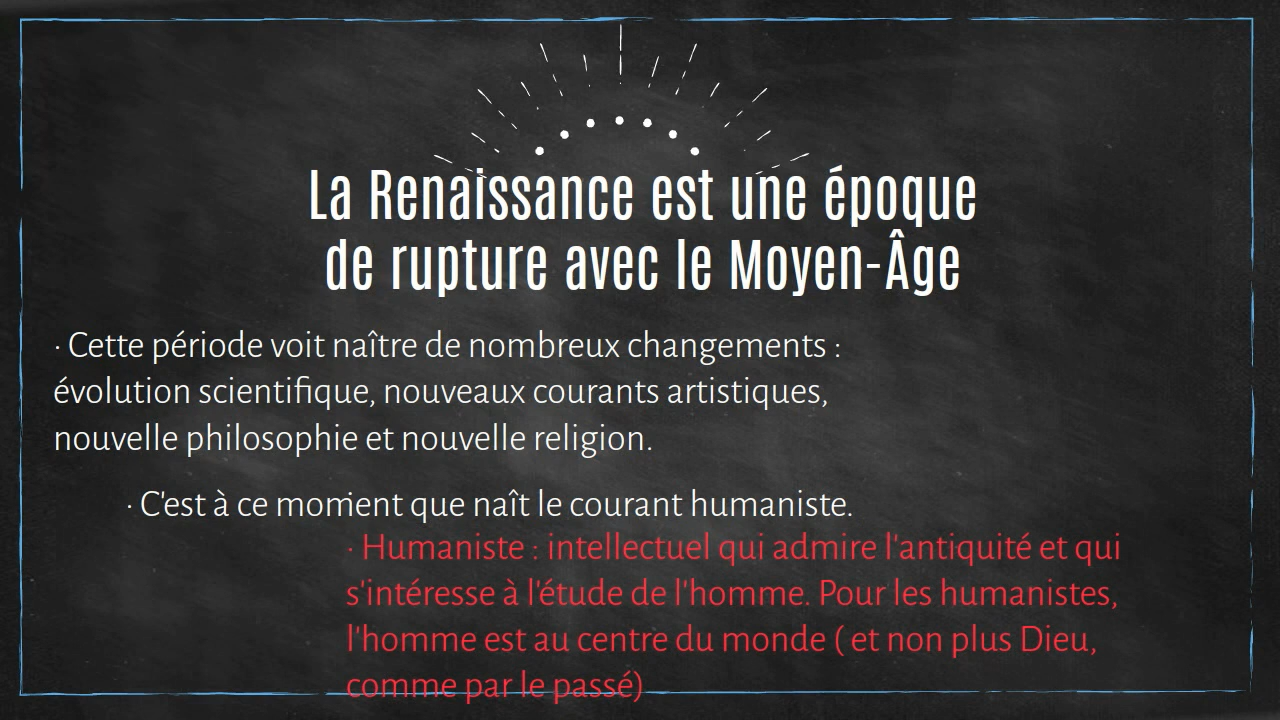 La Renaissance est une époque
de rupture avec le Moyen-Âge
· Cette période voit naître de nombreux changements :
évolution scientifique, nouveaux courants artistiques,
nouvelle philosophie et nouvelle religion.
· C'est à ce moment que naît le courant humaniste.
· Humaniste : intellectuel qui admire l'antiquité et qui
s'intéresse à l'étude de l'homme. Pour les humanistes,
l'homme est au centre du monde ( et non plus Dieu,
comme par le passé)